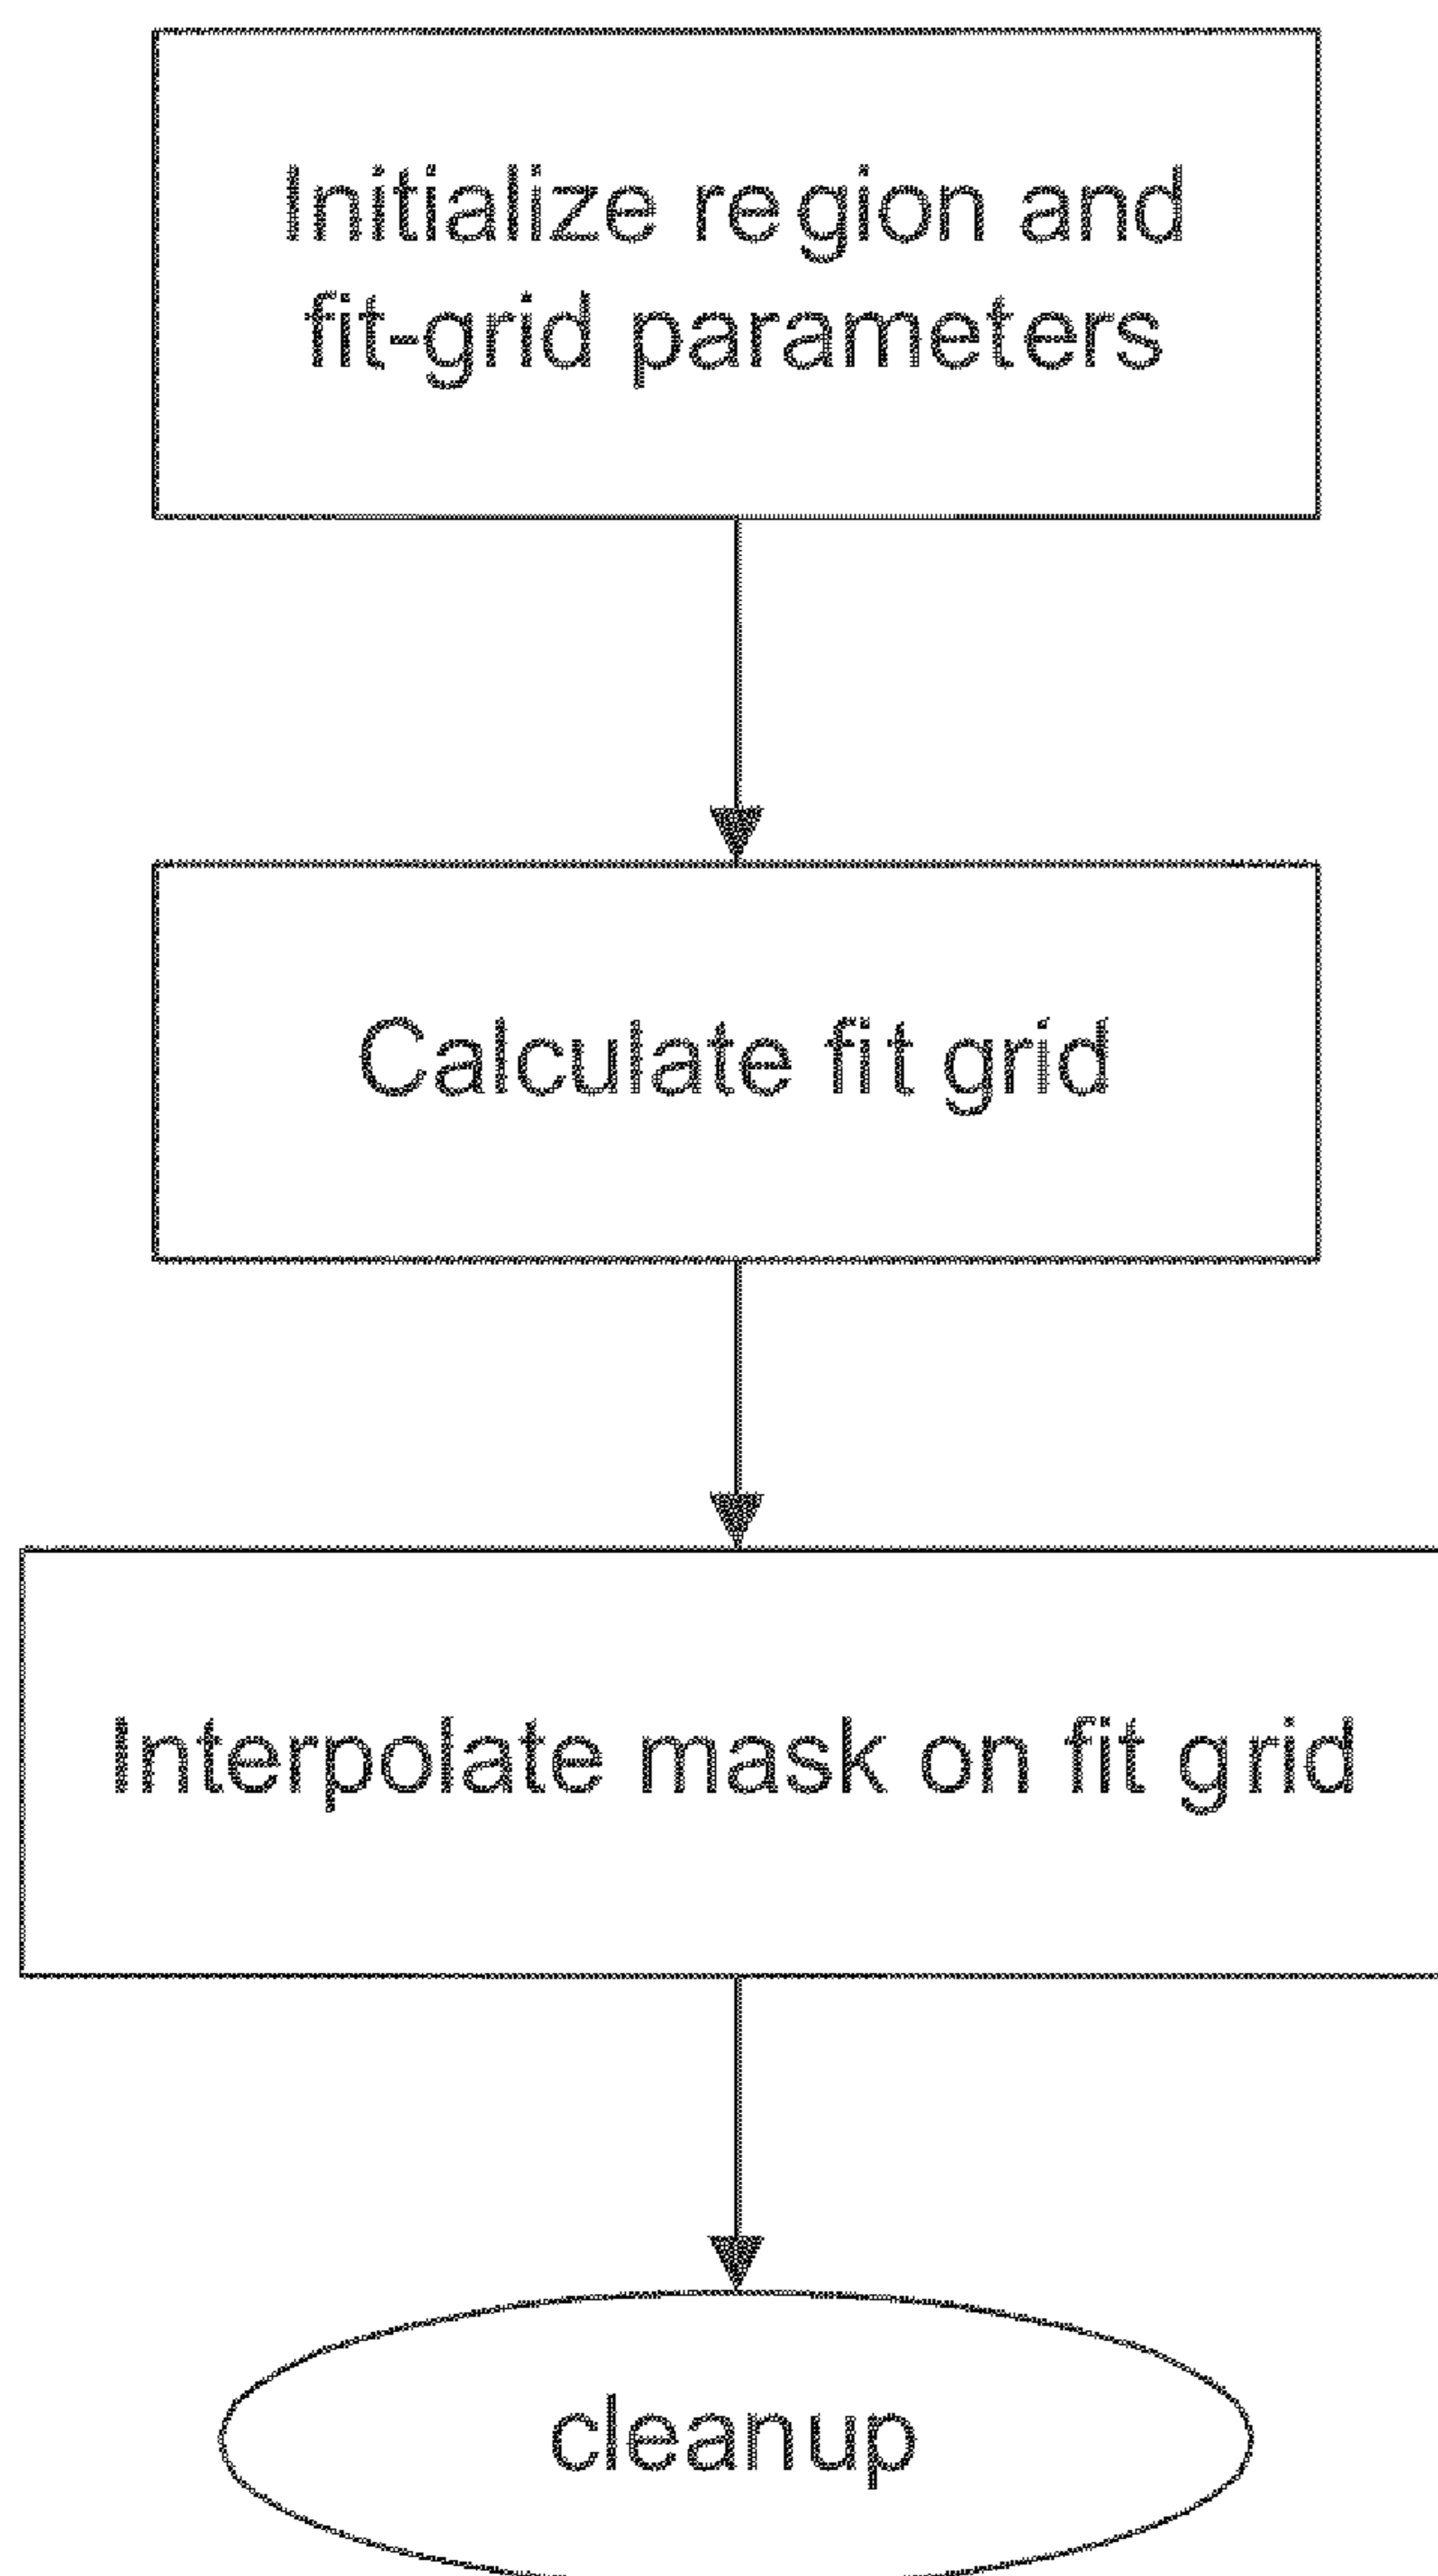 Initialize region and
fit-grid parameters
Calculate fit grid
Interpolate mask on fit grid
cleanup